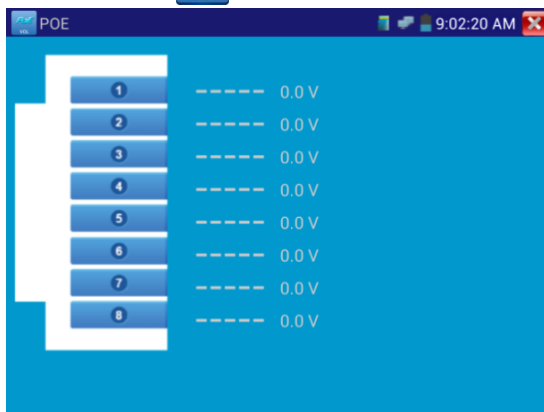 POE 9:02:20 AM
1 ----- 0.0 V
2 ----- 0.0 V
3 ----- 0.0 V
4 ----- 0.0 V
5 ----- 0.0 V
6 ----- 0.0 V
7 ----- 0.0 V
8 ----- 0.0 V